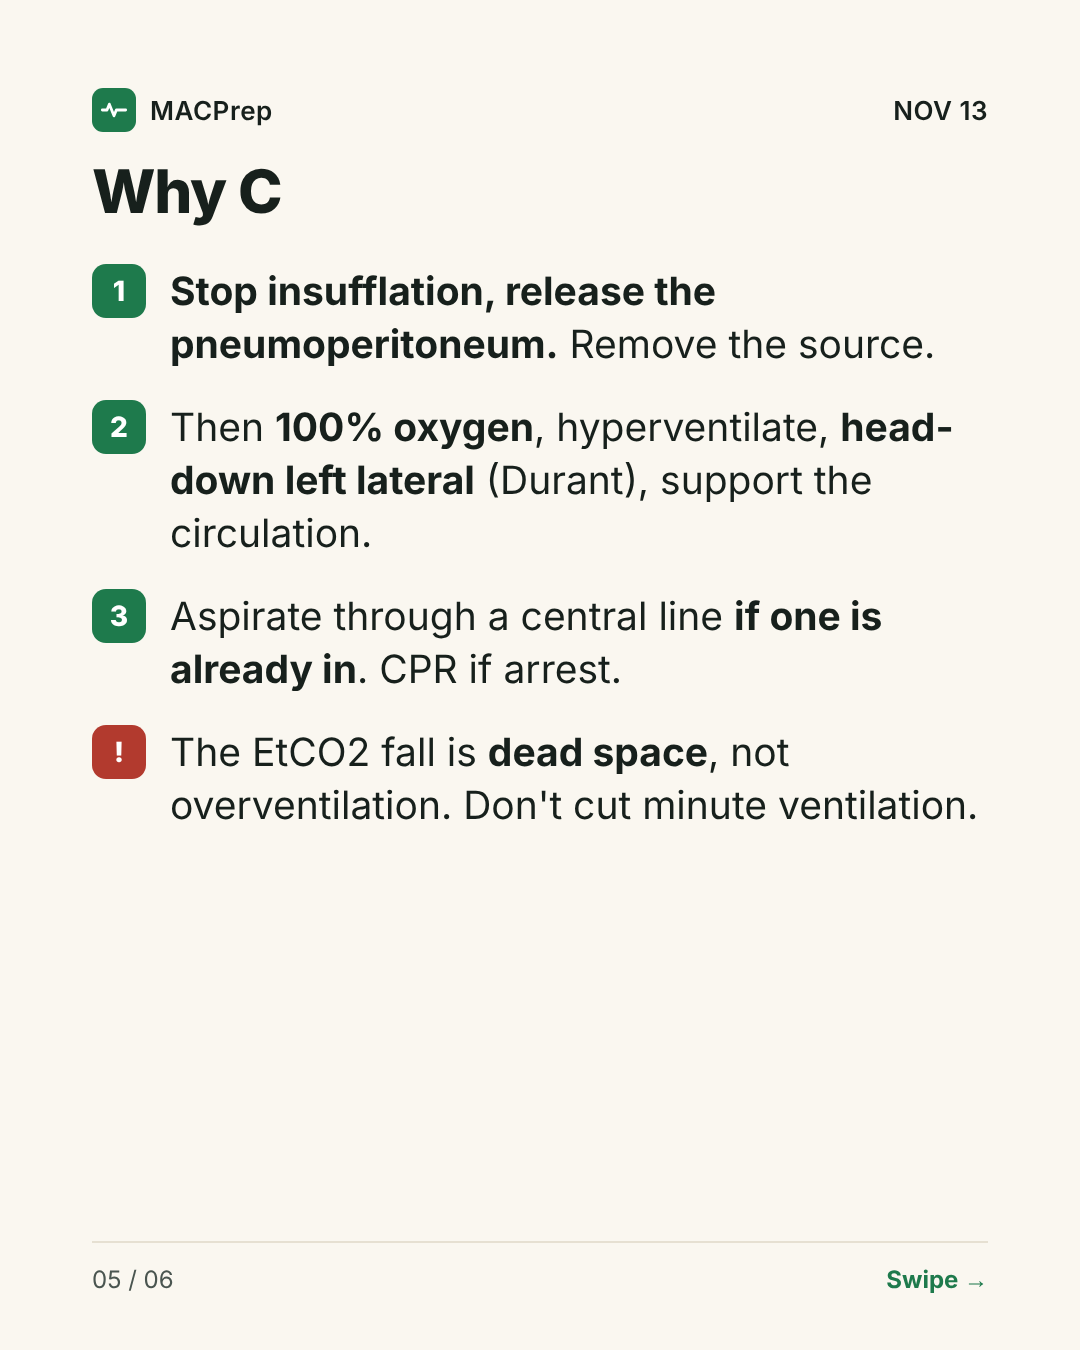 MACPrep
NOV 13
Why C
1
Stop insufflation, release the
pneumoperitoneum. Remove the source.
2
Then 100% oxygen, hyperventilate, head-
down left lateral (Durant), support the
circulation.
3
Aspirate through a central line if one is
already in. CPR if arrest.
!
The EtCO2 fall is dead space, not
overventilation. Don't cut minute ventilation.
05 / 06
Swipe →